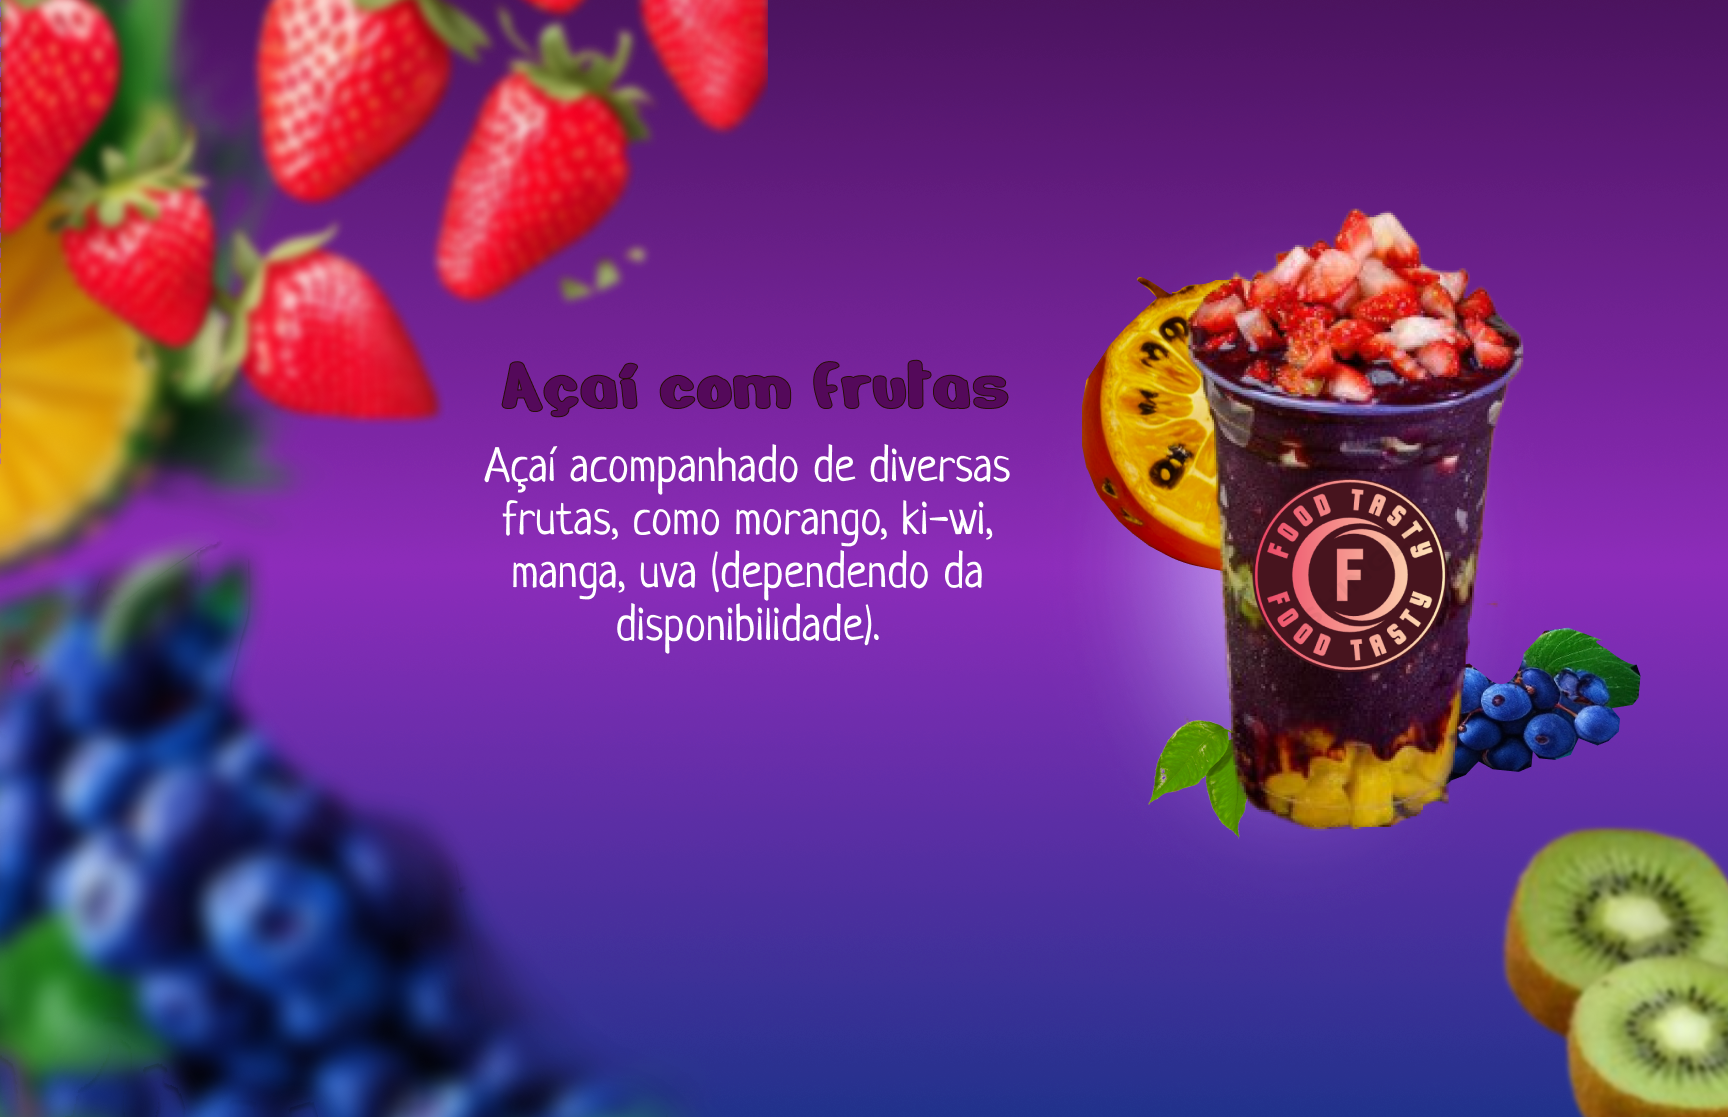 Açaí com frutas
Açaí acompanhado de diversas
frutas, como morango, ki-wi,
manga, uva (dependendo da
disponibilidade).
FOOD TASTY
F
FOOD TASTY